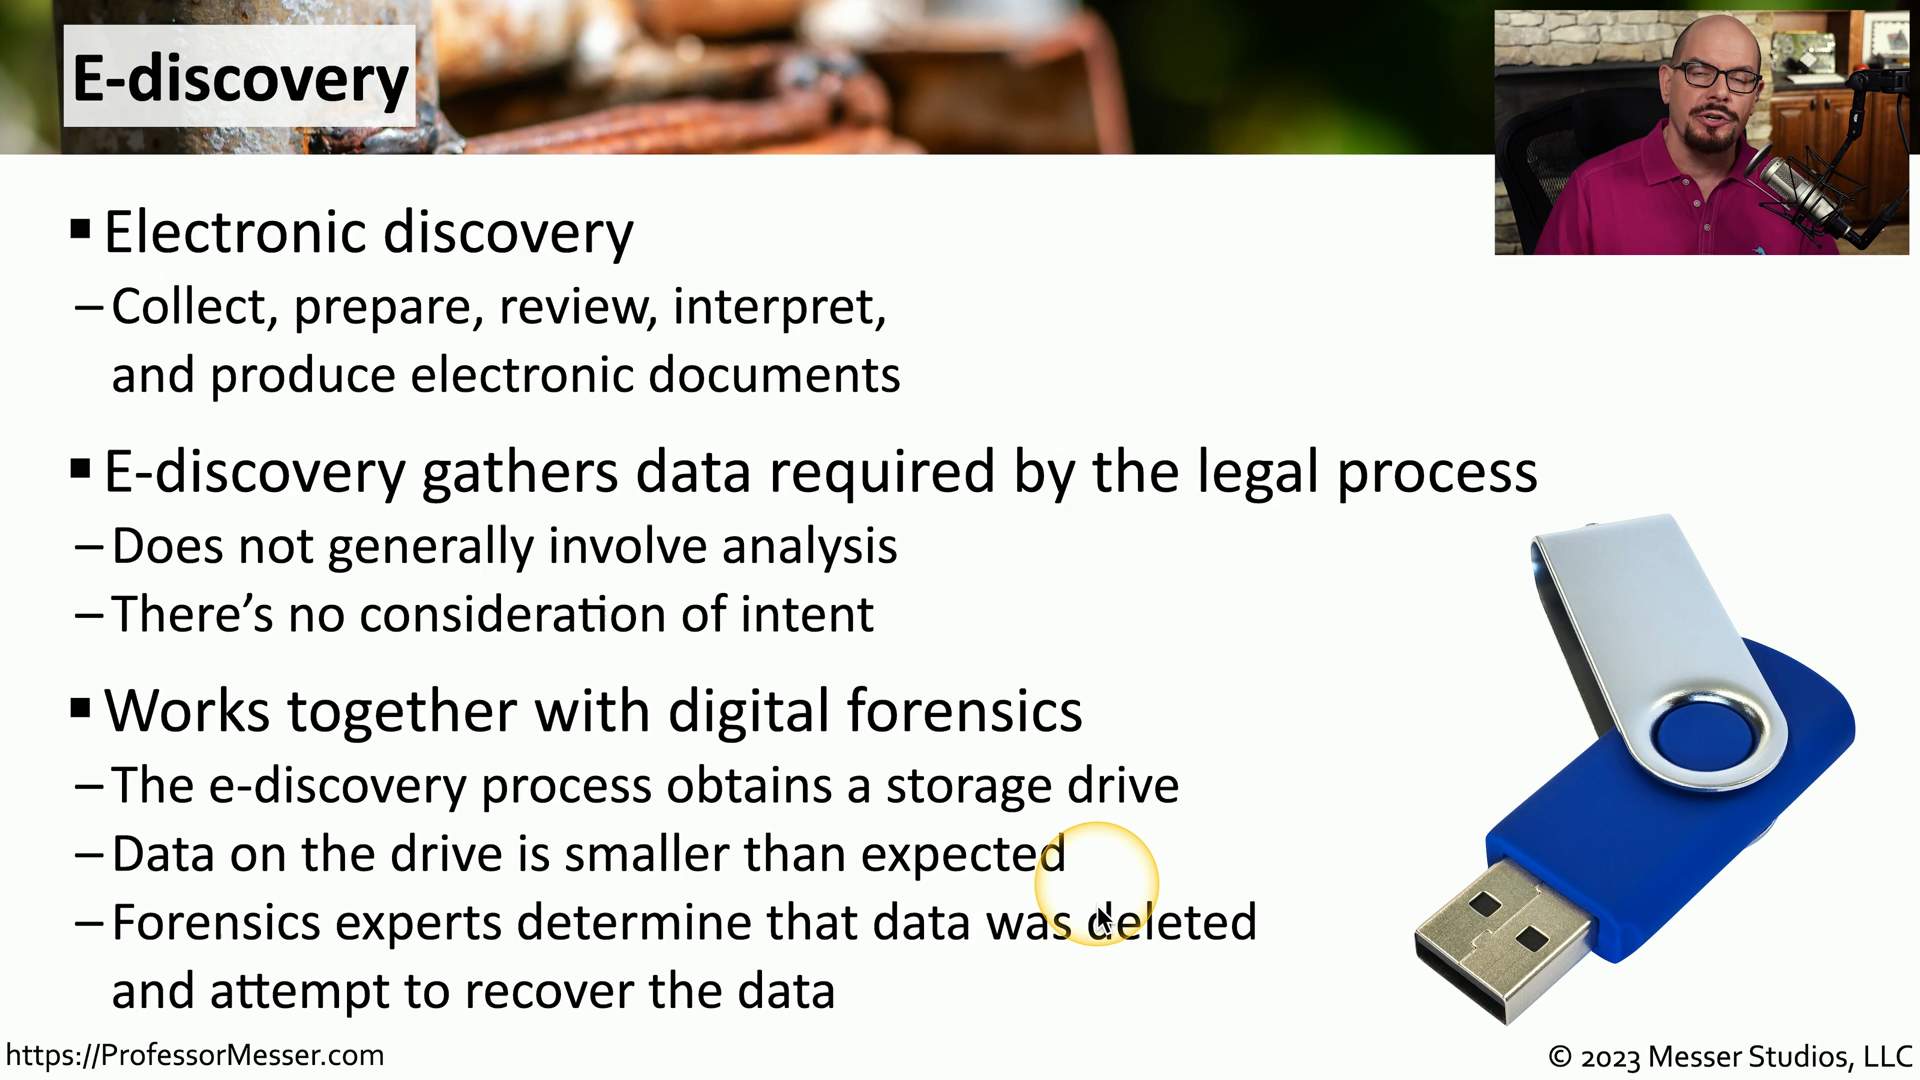 E-discovery
▪ Electronic discovery
– Collect, prepare, review, interpret,
and produce electronic documents
▪ E-discovery gathers data required by the legal process
– Does not generally involve analysis
– There’s no consideration of intent
▪ Works together with digital forensics
– The e-discovery process obtains a storage drive
– Data on the drive is smaller than expected
– Forensics experts determine that data was deleted
and attempt to recover the data
https://ProfessorMesser.com
© 2023 Messer Studios, LLC